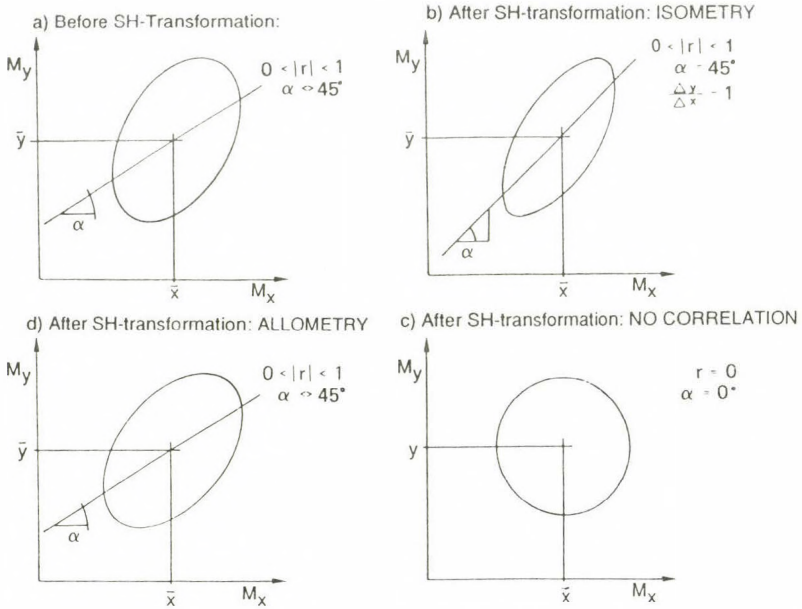 a) Before SH-Transformation:
My
0 < |r| < 1
α <> 45°
ȳ
α
x̄
Mx
b) After SH-transformation: ISOMETRY
My
0 < |r| < 1
α - 45°
Δy
Δx
- 1
ȳ
α
x̄
Mx
d) After SH-transformation: ALLOMETRY
My
0 < |r| < 1
α <> 45°
ȳ
α
x̄
Mx
c) After SH-transformation: NO CORRELATION
My
r - 0
α - 0°
y
x̄
Mx